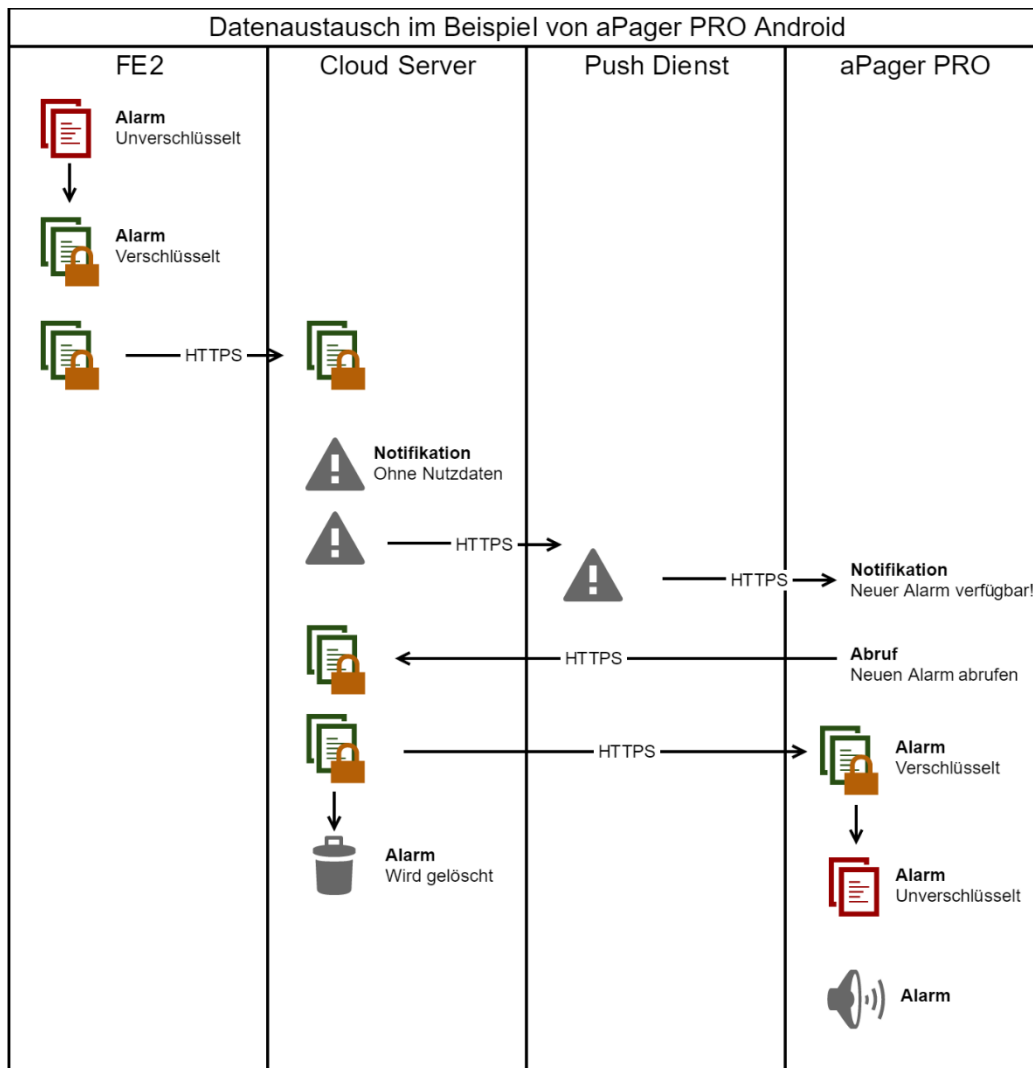 Datenaustausch im Beispiel von aPager PRO Android
FE2
Cloud Server
Push Dienst
aPager PRO
Alarm
Unverschlüsselt
Alarm
Verschlüsselt
HTTPS
Notifikation
Ohne Nutzdaten
HTTPS
HTTPS
Notifikation
Neuer Alarm verfügbar!
HTTPS
Abruf
Neuen Alarm abrufen
HTTPS
Alarm
Verschlüsselt
Alarm
Wird gelöscht
Alarm
Unverschlüsselt
Alarm